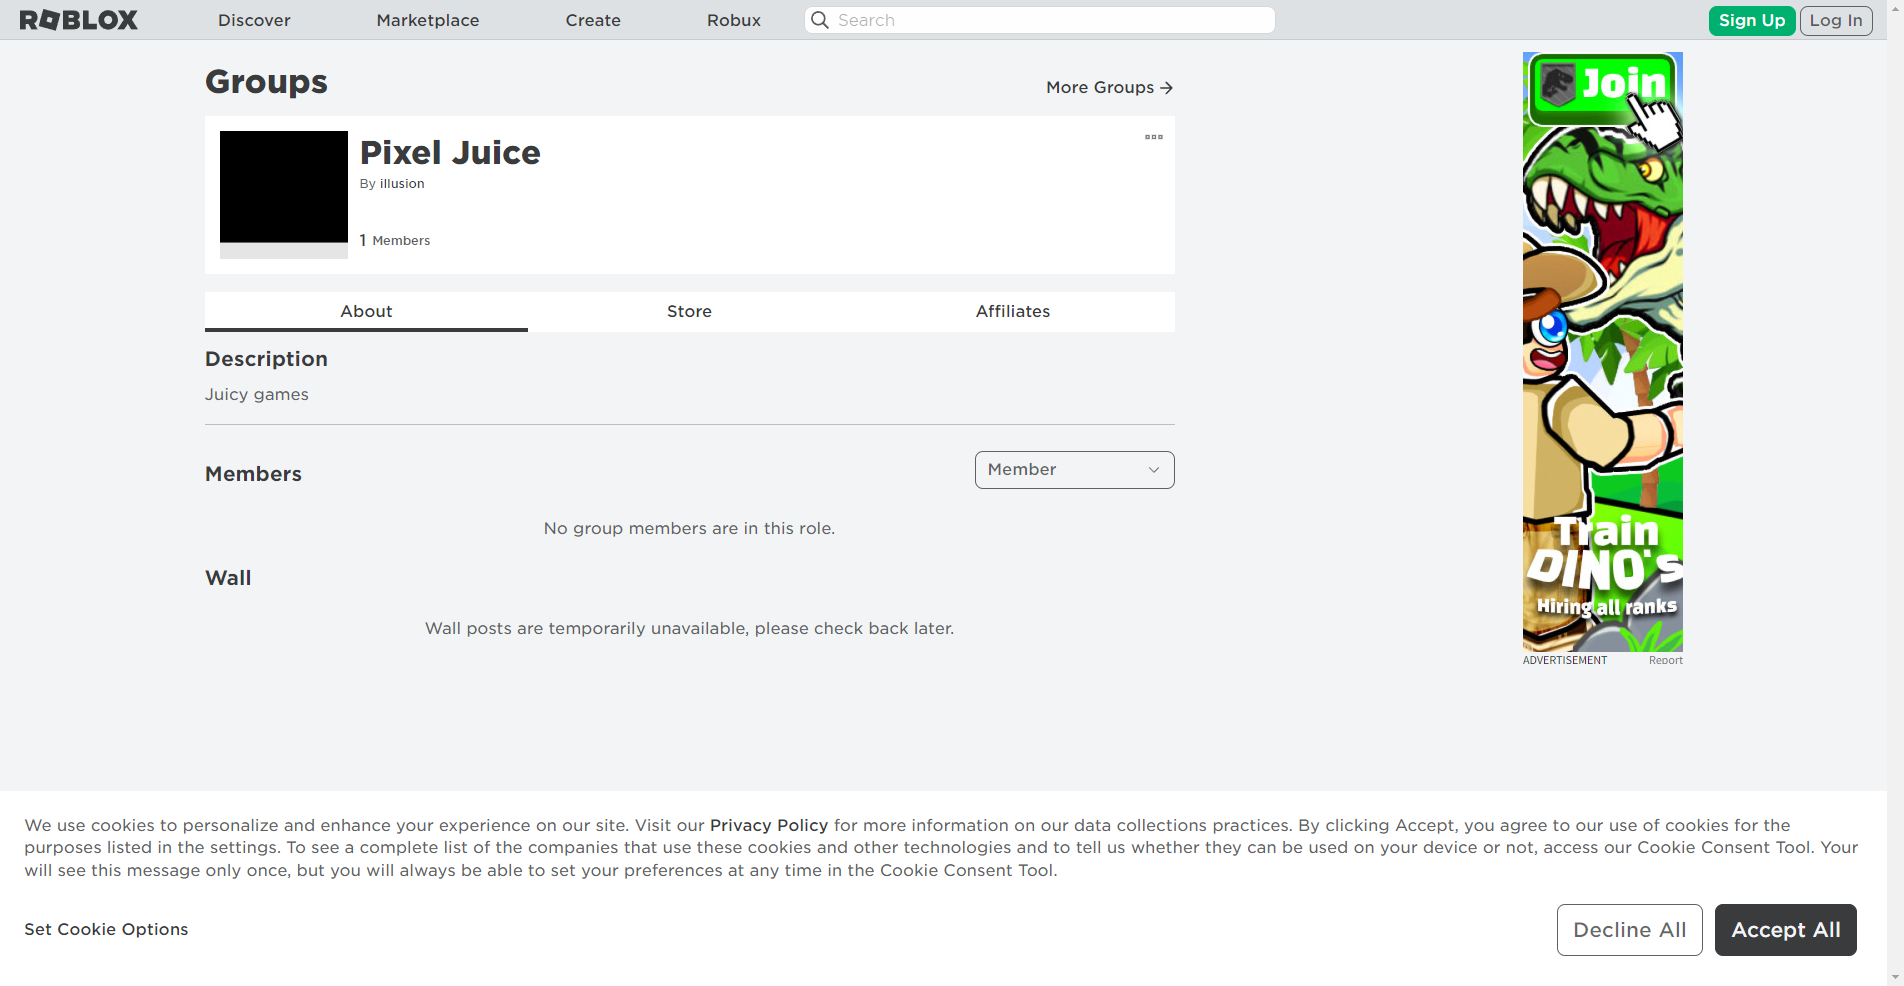 ROBLOX
Discover
Marketplace
Create
Robux
Search
Sign Up
Log In
Groups
More Groups →
Pixel Juice
By illusion
1 Members
About
Store
Affiliates
Description
Juicy games
Members
Member
No group members are in this role.
Wall
Wall posts are temporarily unavailable, please check back later.
Join
Train
DINO's
Hiring all ranks
ADVERTISEMENT
Report
We use cookies to personalize and enhance your experience on our site. Visit our Privacy Policy for more information on our data collections practices. By clicking Accept, you agree to our use of cookies for the
purposes listed in the settings. To see a complete list of the companies that use these cookies and other technologies and to tell us whether they can be used on your device or not, access our Cookie Consent Tool. Your
will see this message only once, but you will always be able to set your preferences at any time in the Cookie Consent Tool.
Set Cookie Options
Decline All
Accept All